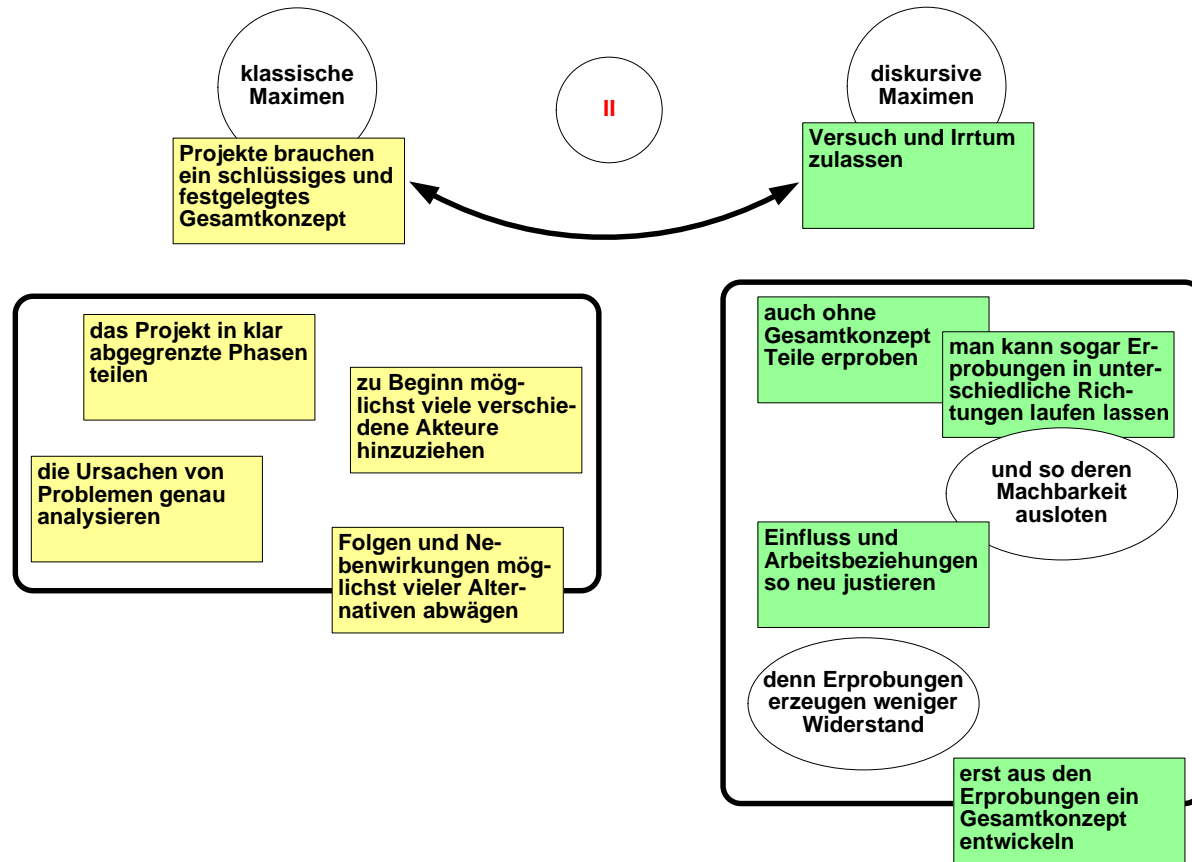 klassische
Maximen
II
diskursive
Maximen
Projekte brauchen
ein schlüssiges und
festgelegtes
Gesamtkonzept
Versuch und Irrtum
zulassen
das Projekt in klar
abgegrenzte Phasen
teilen
zu Beginn mög-
lichst viele verschie-
dene Akteure
hinzuziehen
die Ursachen von
Problemen genau
analysieren
Folgen und Ne-
benwirkungen mög-
lichst vieler Alter-
nativen abwägen
auch ohne
Gesamtkonzept
Teile erproben
man kann sogar Er-
probungen in unter-
schiedliche Rich-
tungen laufen lassen
und so deren
Machbarkeit
ausloten
Einfluss und
Arbeitsbeziehungen
so neu justieren
denn Erprobungen
erzeugen weniger
Widerstand
erst aus den
Erprobungen ein
Gesamtkonzept
entwickeln